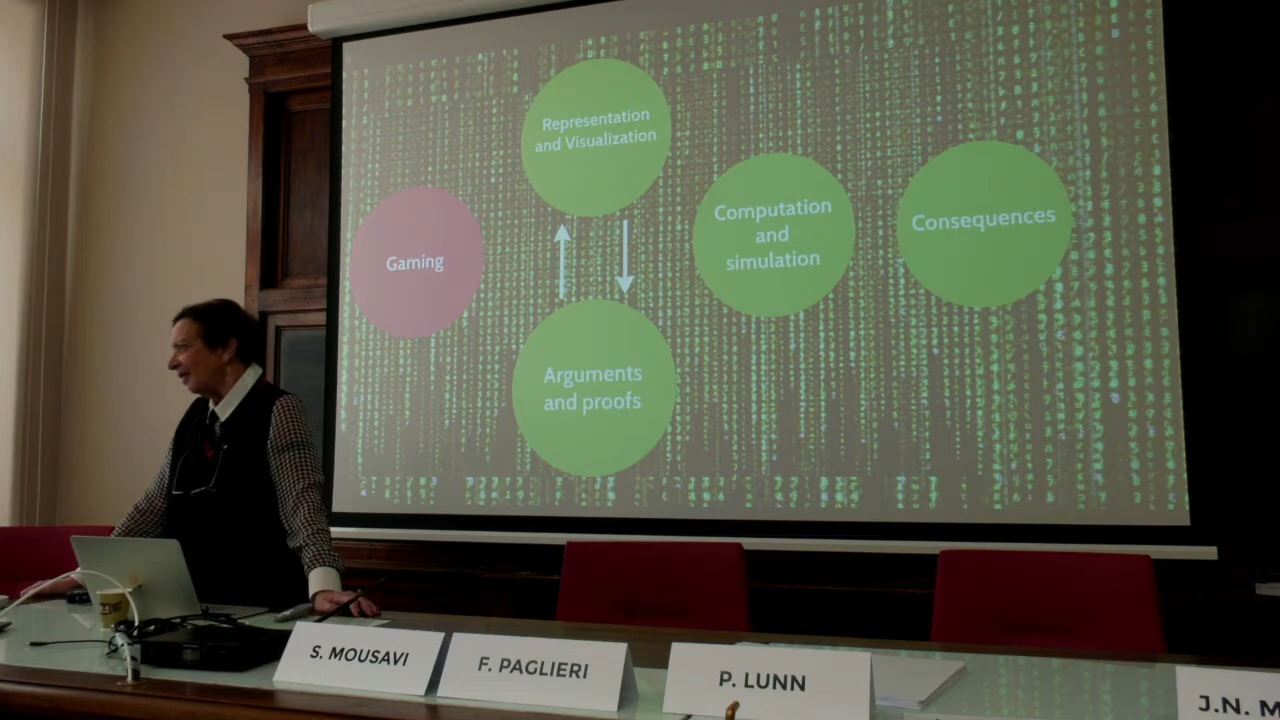 Representation
and Visualization
Gaming
Computation
and
simulation
Consequences
Arguments
and proofs
S. MOUSAVI
F. PAGLIERI
P. LUNN
J.N. M